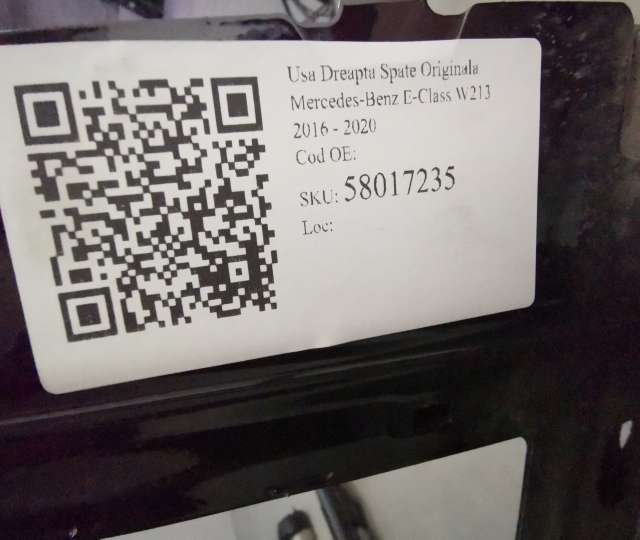 Usa Dreapta Spate Originala
Mercedes-Benz E-Class W213
2016 - 2020
Cod OE:
SKU: 58017235
Loc: